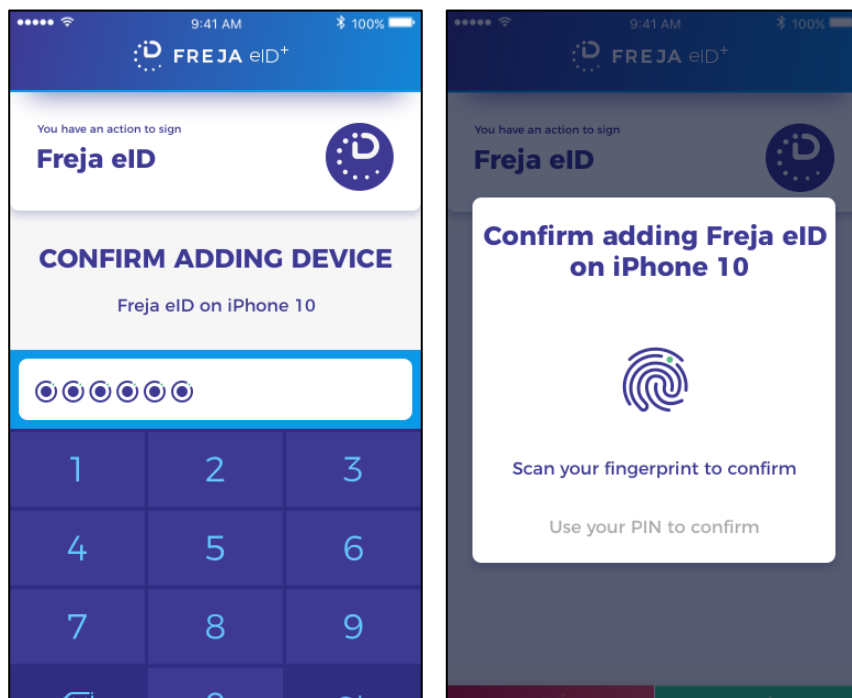 9:41 AM 100%
FREJA eID+
You have an action to sign
Freja eID
CONFIRM ADDING DEVICE
Freja eID on iPhone 10
1 2 3
4 5 6
7 8 9
9:41 AM 100%
FREJA eID+
You have an action to sign
Freja eID
Confirm adding Freja eID
on iPhone 10
Scan your fingerprint to confirm
Use your PIN to confirm